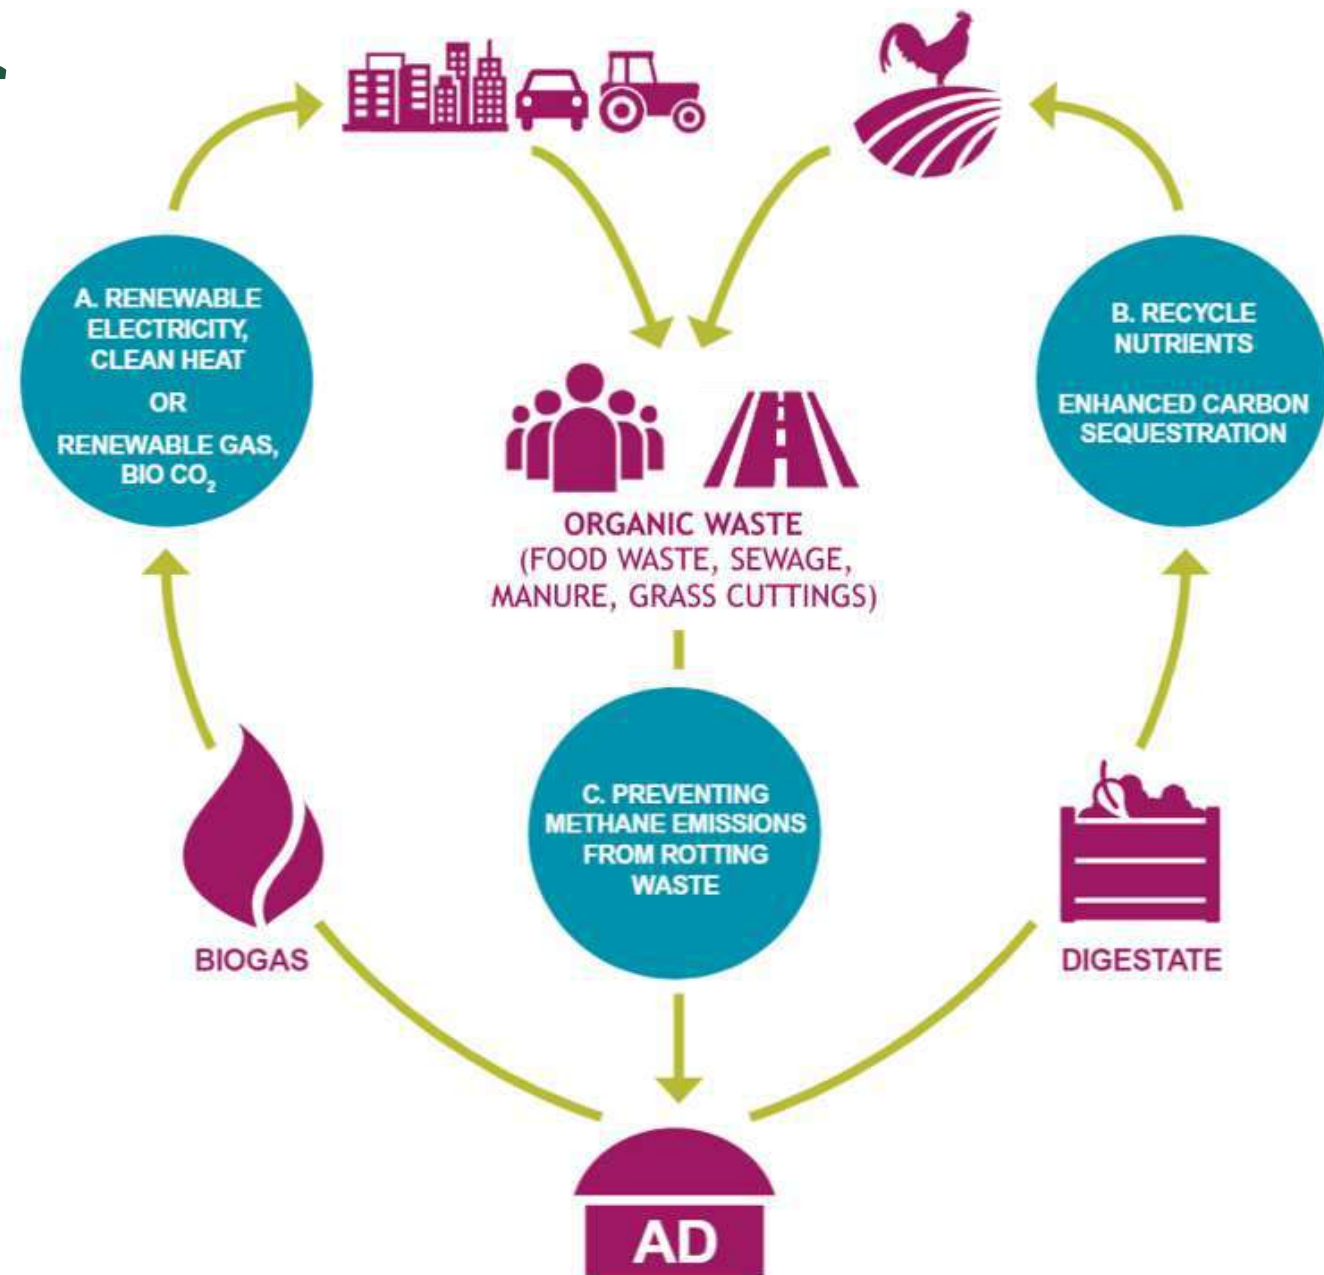 A. RENEWABLE
ELECTRICITY,
CLEAN HEAT
OR
RENEWABLE GAS,
BIO CO₂
B. RECYCLE
NUTRIENTS
ENHANCED CARBON
SEQUESTRATION
ORGANIC WASTE
(FOOD WASTE, SEWAGE,
MANURE, GRASS CUTTINGS)
C. PREVENTING
METHANE EMISSIONS
FROM ROTTING
WASTE
BIOGAS
DIGESTATE
AD